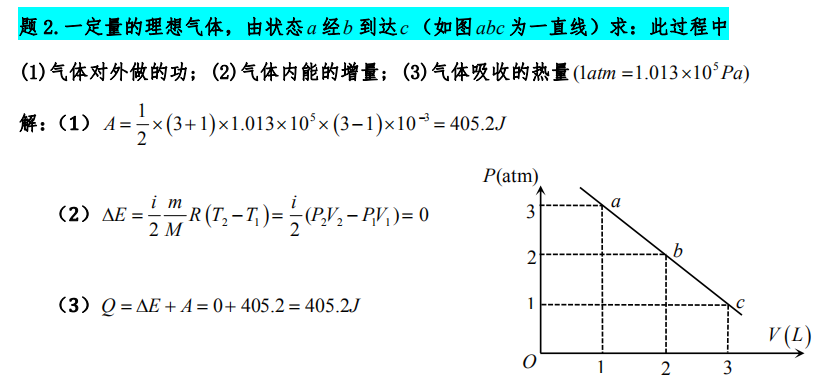 题2.一定量的理想气体，由状态a经b到达c（如图abc为一直线）求：此过程中
(1)气体对外做的功；(2)气体内能的增量；(3)气体吸收的热量(1atm =1.013×10⁵Pa)
解：（1）A=1/2×(3+1)×1.013×10⁵×(3−1)×10⁻³=405.2J
（2）ΔE=i/2 m/M R(T₂−T₁)=i/2(P₂V₂−P₁V₁)=0
（3）Q=ΔE+A=0+405.2=405.2J
P(atm)
3
a
2
b
1
c
V(L)
O
1
2
3